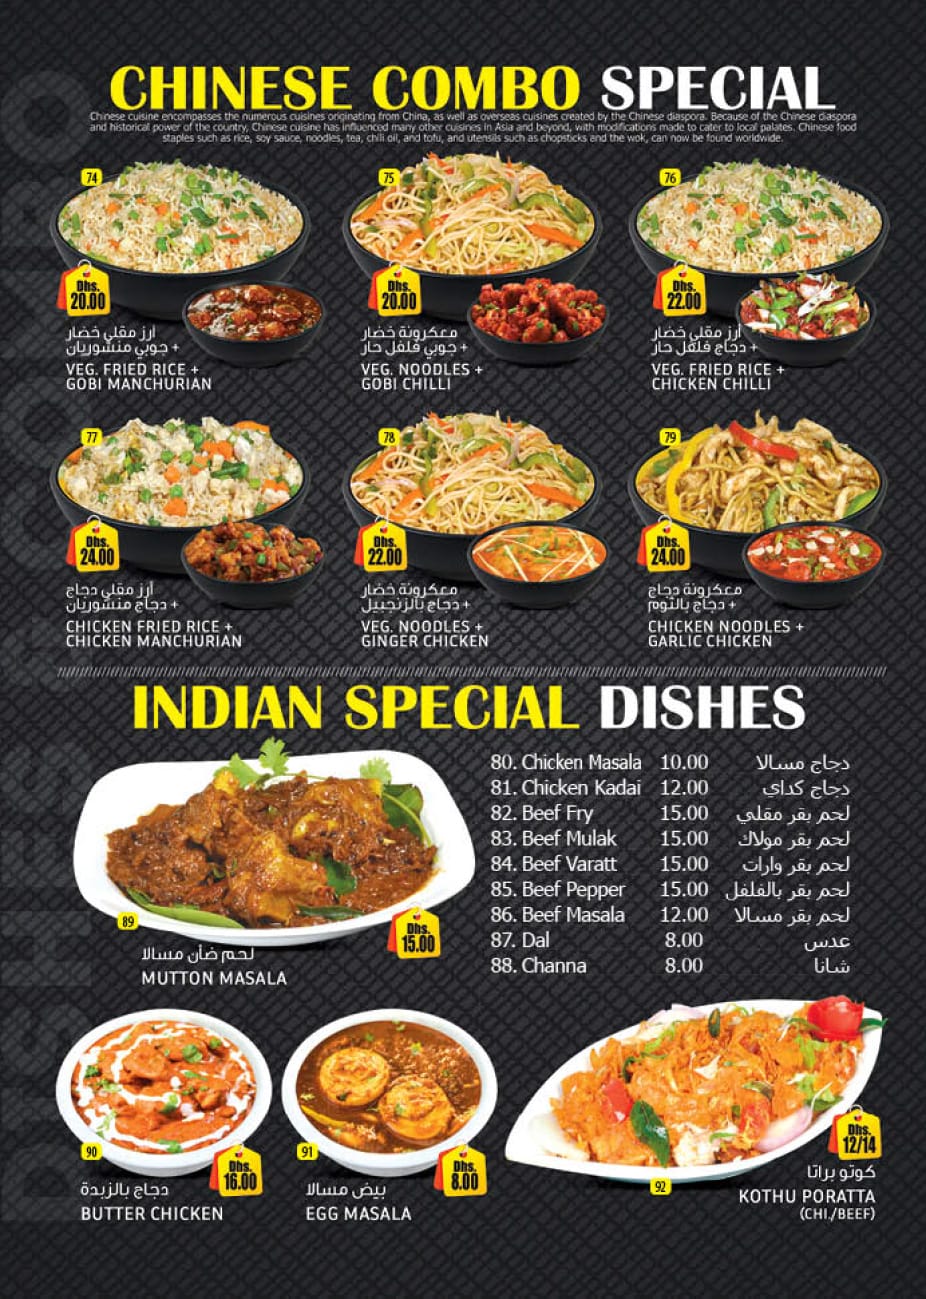 CHINESE COMBO SPECIAL
Chinese cuisine encompasses the numerous cuisines originating from China, as well as overseas cuisines created by the Chinese diaspora. Because of the Chinese diaspora
and historical power of the country, Chinese cuisine has influenced many other cuisines in Asia and beyond, with modifications made to cater to local palates. Chinese food
staples such as rice, soy sauce, noodles, tea, chili oil, and tofu, and utensils such as chopsticks and the wok, can now be found worldwide.
74
Dhs.
20.00
ارز مقلي خضار
+ جوبي منشوريان
VEG. FRIED RICE +
GOBI MANCHURIAN
75
Dhs.
20.00
معكرونة خضار
+ جوبي فلفل حار
VEG. NOODLES +
GOBI CHILLI
76
Dhs.
22.00
ارز مقلي خضار
+ دجاج فلفل حار
VEG. FRIED RICE +
CHICKEN CHILLI
77
Dhs.
24.00
ارز مقلي دجاج
+ دجاج منشوريان
CHICKEN FRIED RICE +
CHICKEN MANCHURIAN
78
Dhs.
22.00
معكرونة خضار
+ دجاج بالزنجبيل
VEG. NOODLES +
GINGER CHICKEN
79
Dhs.
24.00
معكرونة دجاج
+ دجاج بالثوم
CHICKEN NOODLES +
GARLIC CHICKEN
INDIAN SPECIAL DISHES
80. Chicken Masala 10.00 دجاج مسالا
81. Chicken Kadai 12.00 دجاج كداي
82. Beef Fry 15.00 لحم بقر مقلي
83. Beef Mulak 15.00 لحم بقر مولاك
84. Beef Varatt 15.00 لحم بقر وارات
85. Beef Pepper 15.00 لحم بقر بالفلفل
86. Beef Masala 12.00 لحم بقر مسالا
87. Dal 8.00 عدس
88. Channa 8.00 شانا
89
Dhs.
15.00
لحم ضأن مسالا
MUTTON MASALA
90
Dhs.
16.00
دجاج بالزبدة
BUTTER CHICKEN
91
Dhs.
8.00
بيض مسالا
EGG MASALA
92
Dhs.
12/14
كوتو براتا
KOTHU PORATTA
(CHI./BEEF)